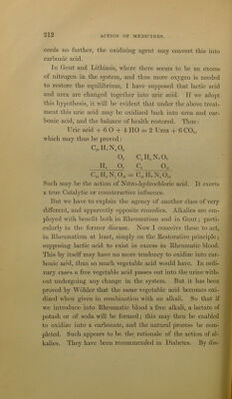 212 ACTION OF MEDICINES.
needs no further, the oxidizing agent may convert this into
carbonic acid.
In Gout and Lithiasis, where there seems to be an excess
of nitrogen in the system, and thus more oxygen is needed
to restore the equilibrium, I have supposed that lactic acid
and urea are changed together into uric acid. If we adopt
this hypothesis, it will be evident that under the above treat-
ment this uric acid may be oxidized back into urea and car-
bonic acid, and the balance of health restored. Thus:
Uric acid + 6 O + 4 HO = 2 Urea + 6 CO₂,
which may thus be proved:
C₁₀ H₄ N₄ O₆
O₆ C₄ H₈ N₄ O₄
H₄ O₄ C₆ O₁₂
C₁₀ H₈ N₄ O₁₆ = C₁₀ H₈ N₄ O₁₆
Such may be the action of Nitro-hydrochloric acid. It exerts
a true Catalytic or counteractive influence.
But we have to explain the agency of another class of very
different, and apparently opposite remedies. Alkalies are em-
ployed with benefit both in Rheumatism and in Gout; parti-
cularly in the former disease. Now I conceive these to act,
in Rheumatism at least, simply on the Restorative principle;
supposing lactic acid to exist in excess in Rheumatic blood.
This by itself may have no more tendency to oxidize into car-
bonic acid, than so much vegetable acid would have. In ordi-
nary cases a free vegetable acid passes out into the urine with-
out undergoing any change in the system. But it has been
proved by Wöhler that the same vegetable acid becomes oxi-
dized when given in combination with an alkali. So that if
we introduce into Rheumatic blood a free alkali, a lactate of
potash or of soda will be formed; this may then be enabled
to oxidize into a carbonate, and the natural process be com-
pleted. Such appears to be the rationale of the action of al-
kalies. They have been recommended in Diabetes. By dis-